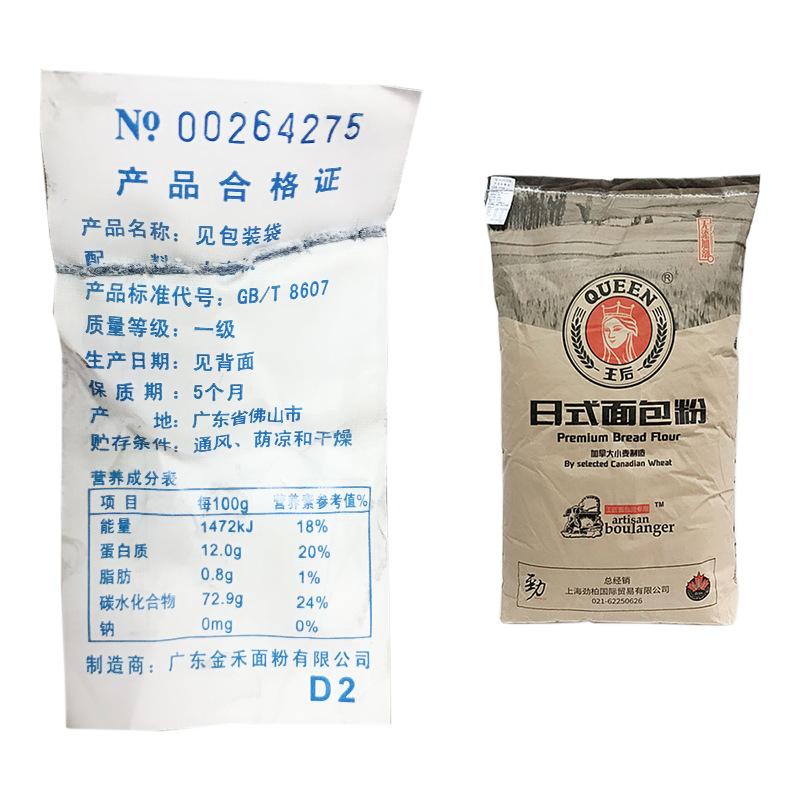 № 00264275
产品合格证
产品名称：见包装袋
配 料
产品标准代号：GB/T 8607
质量等级：一级
生产日期：见背面
保质期：5个月
产 地：广东省佛山市
贮存条件：通风、荫凉和干燥
营养成分表
项目 每100g 营养素参考值%
能量 1472kJ 18%
蛋白质 12.0g 20%
脂肪 0.8g 1%
碳水化合物 72.9g 24%
钠 0mg 0%
制造商：广东金禾面粉有限公司
D2
QUEEN
®
王后
日式面包粉
Premium Bread Flour
加拿大小麦制造
By selected Canadian Wheat
artisan
boulanger
TM
劲
总经销
上海劲柏国际贸易有限公司
021-62250626